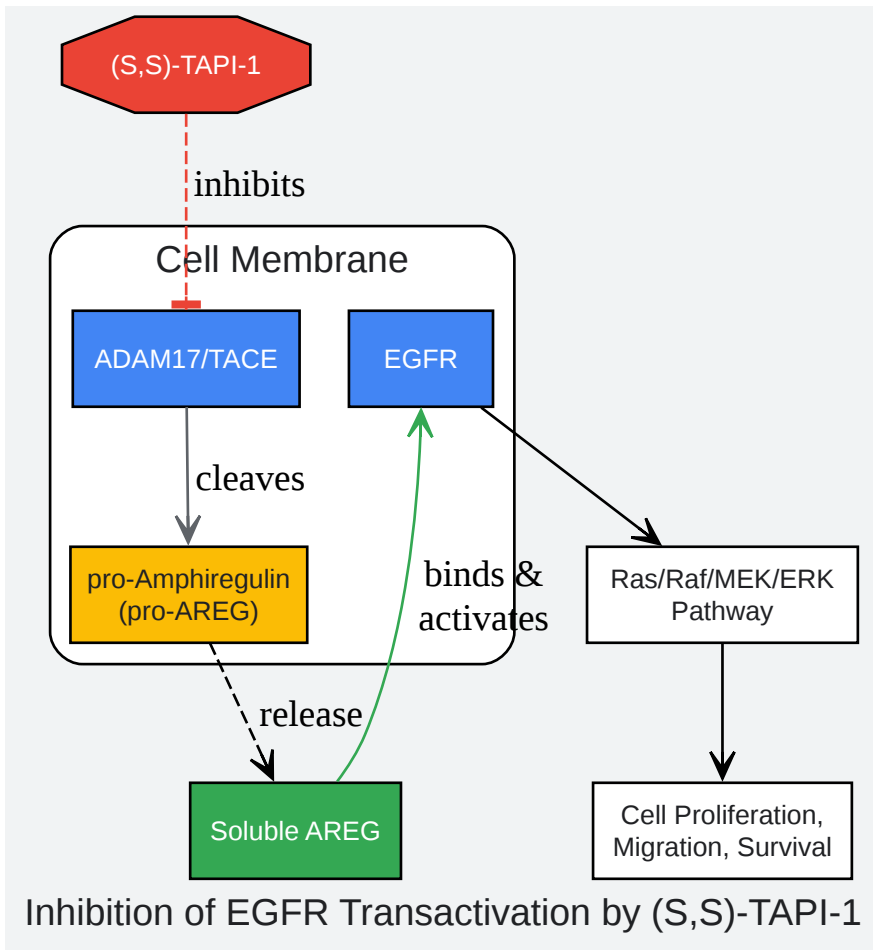 (S,S)-TAPI-1
inhibits
Cell Membrane
ADAM17/TACE
EGFR
cleaves
pro-Amphiregulin
(pro-AREG)
binds &
activates
Ras/Raf/MEK/ERK
Pathway
release
Soluble AREG
Cell Proliferation,
Migration, Survival
Inhibition of EGFR Transactivation by (S,S)-TAPI-1